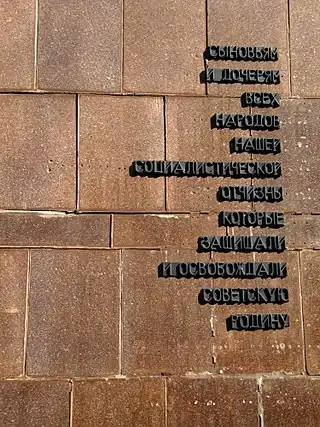 СЫНОВЬЯМ
И ДОЧЕРЯМ
ВСЕХ
НАРОДОВ
НАШЕЙ
СОЦИАЛИСТИЧЕСКОЙ
ОТЧИЗНЫ
КОТОРЫЕ
ЗАЩИЩАЛИ
И ОСВОБОЖДАЛИ
СОВЕТСКУЮ
РОДИНУ